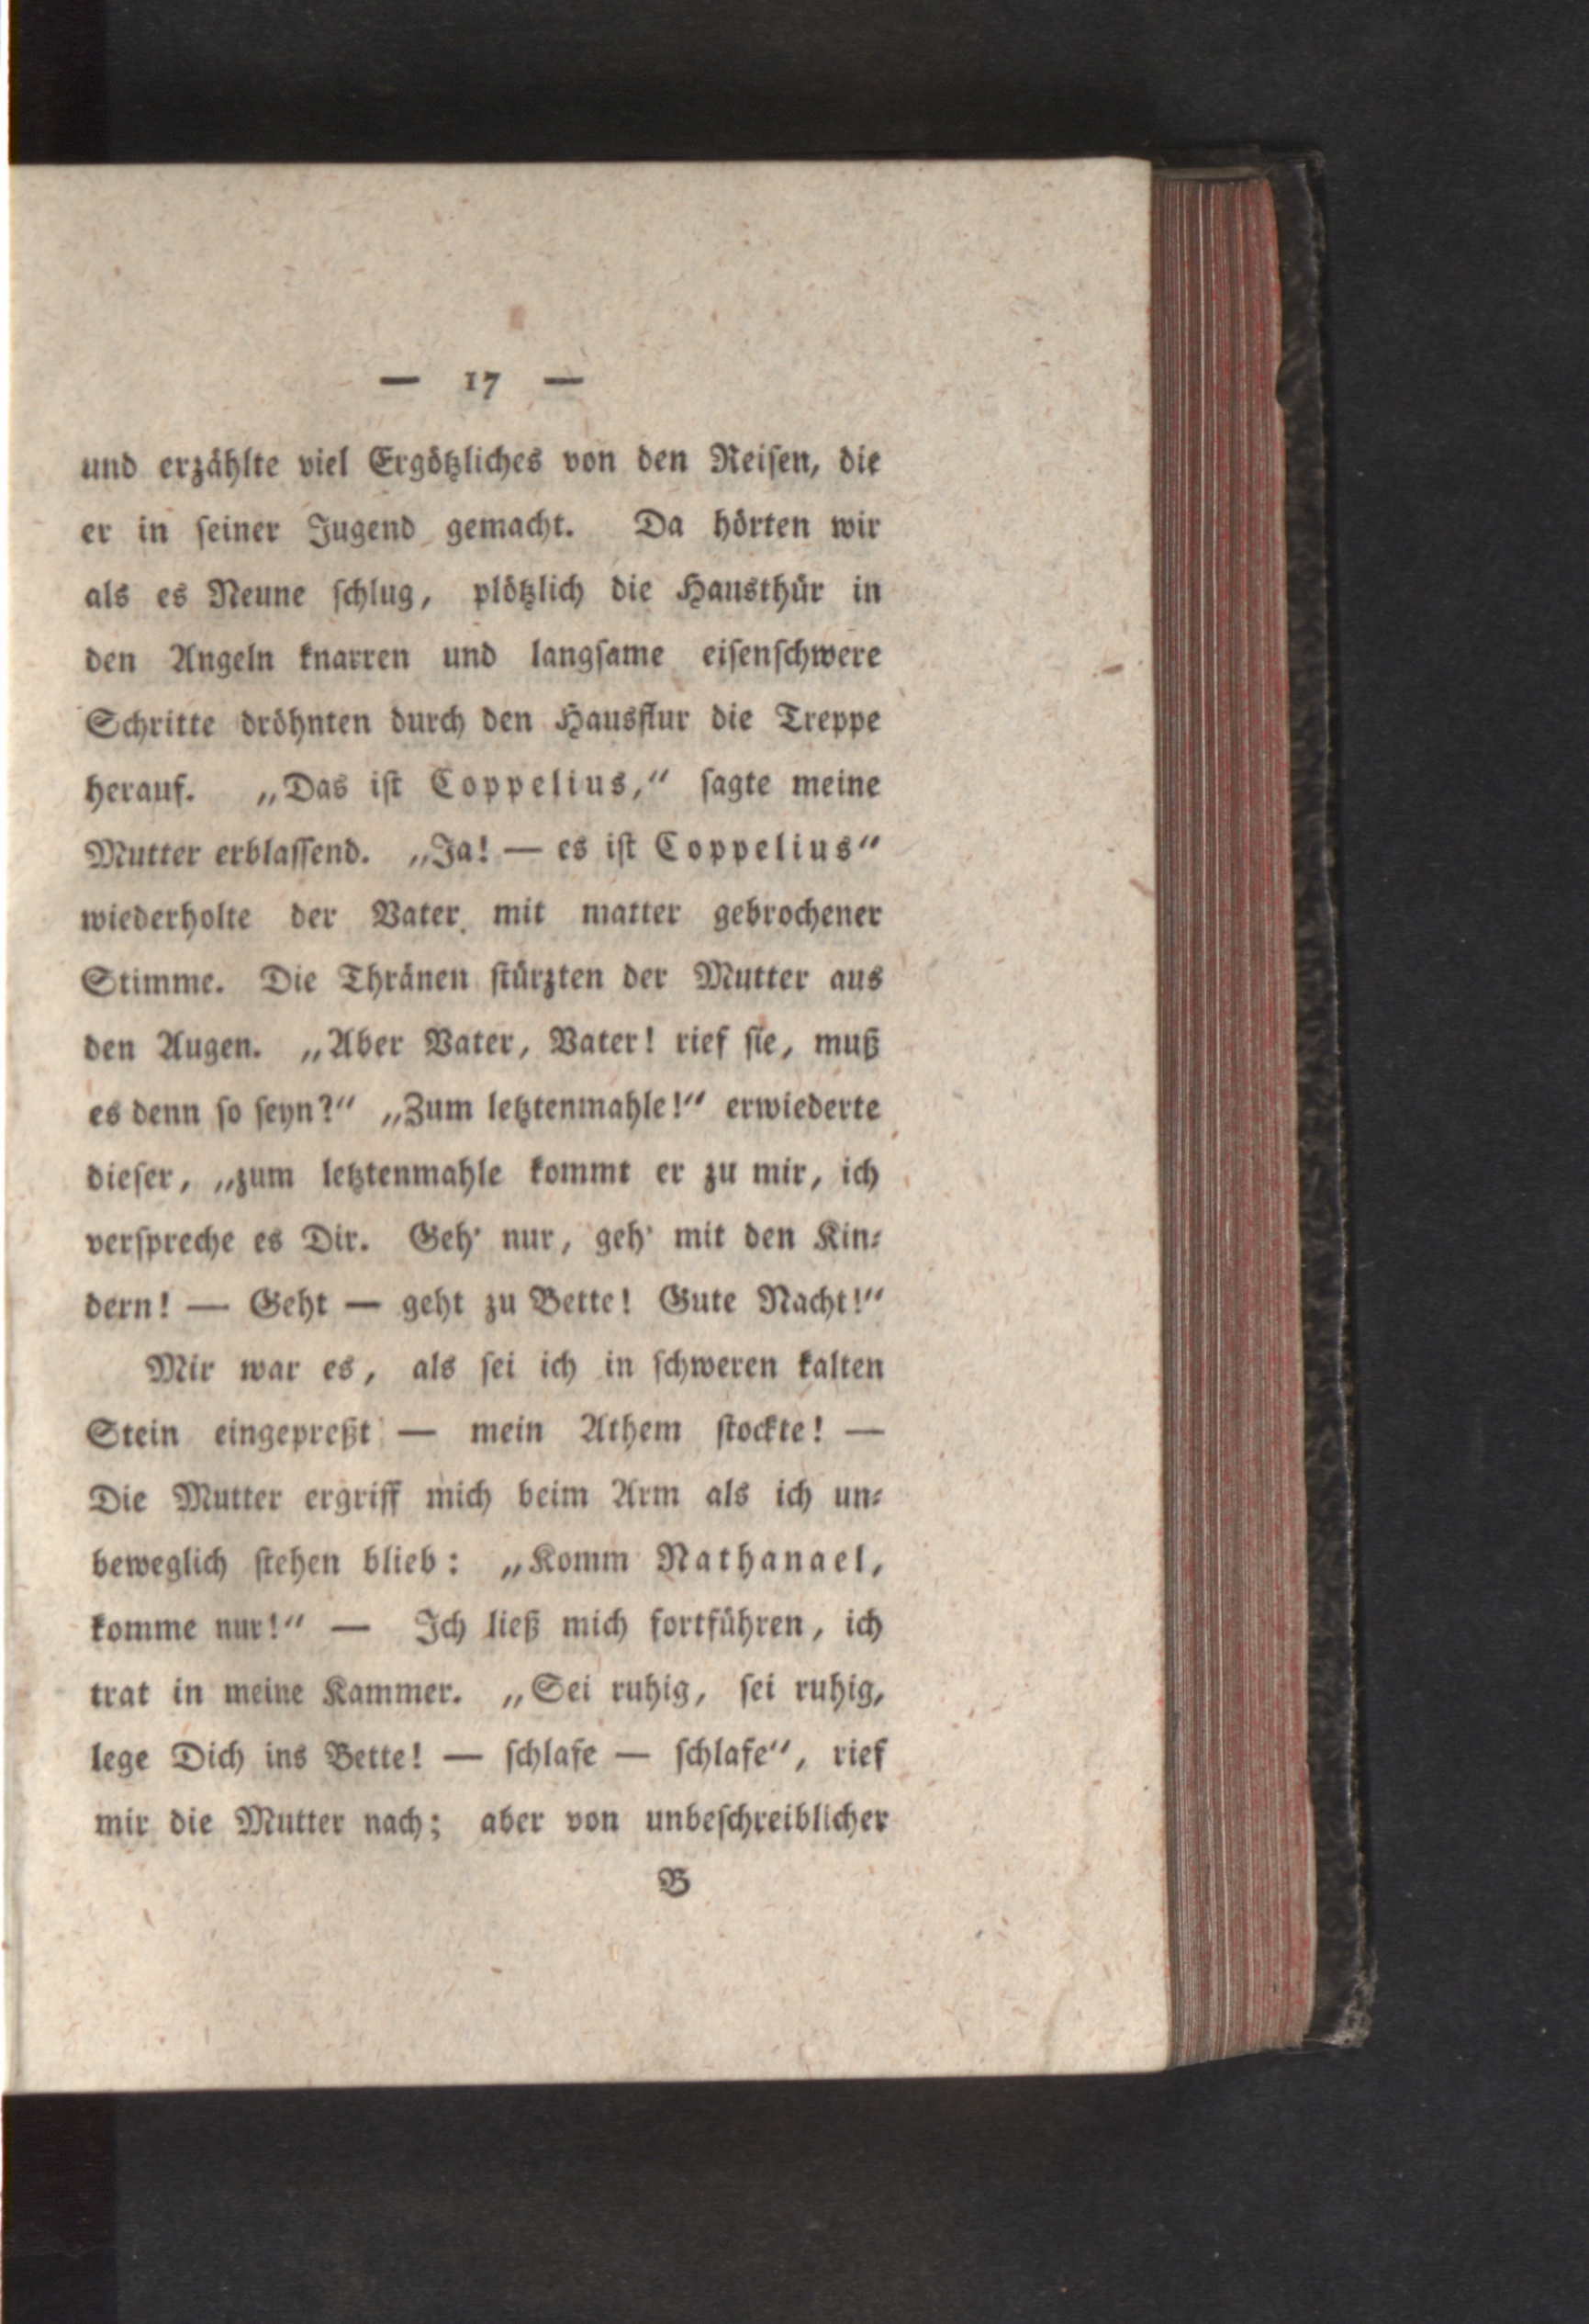 — 17 —
und erzählte viel Ergötzliches von den Reiſen, die
er in ſeiner Jugend gemacht. Da hörten wir
als es Neune ſchlug, plötzlich die Hausthür in
den Angeln knarren und langſame eiſenſchwere
Schritte dröhnten durch den Hausflur die Treppe
herauf. „Das iſt Coppelius,“ ſagte meine
Mutter erblaſſend. „Ja! — es iſt Coppelius“
wiederholte der Vater mit matter gebrochener
Stimme. Die Thränen ſtürzten der Mutter aus
den Augen. „Aber Vater, Vater! rief ſie, muß
es denn ſo ſeyn?“ „Zum letztenmahle!“ erwiederte
dieſer, „zum letztenmahle kommt er zu mir, ich
verſpreche es Dir. Geh' nur, geh' mit den Kin⸗
dern! — Geht — geht zu Bette! Gute Nacht!“
Mir war es, als ſei ich in ſchweren kalten
Stein eingepreßt — mein Athem ſtockte! —
Die Mutter ergriff mich beim Arm als ich un⸗
beweglich ſtehen blieb: „Komm Nathanael,
komme nur!“ — Ich ließ mich fortführen, ich
trat in meine Kammer. „Sei ruhig, ſei ruhig,
lege Dich ins Bette! — ſchlafe — ſchlafe“, rief
mir die Mutter nach; aber von unbeſchreiblicher
B